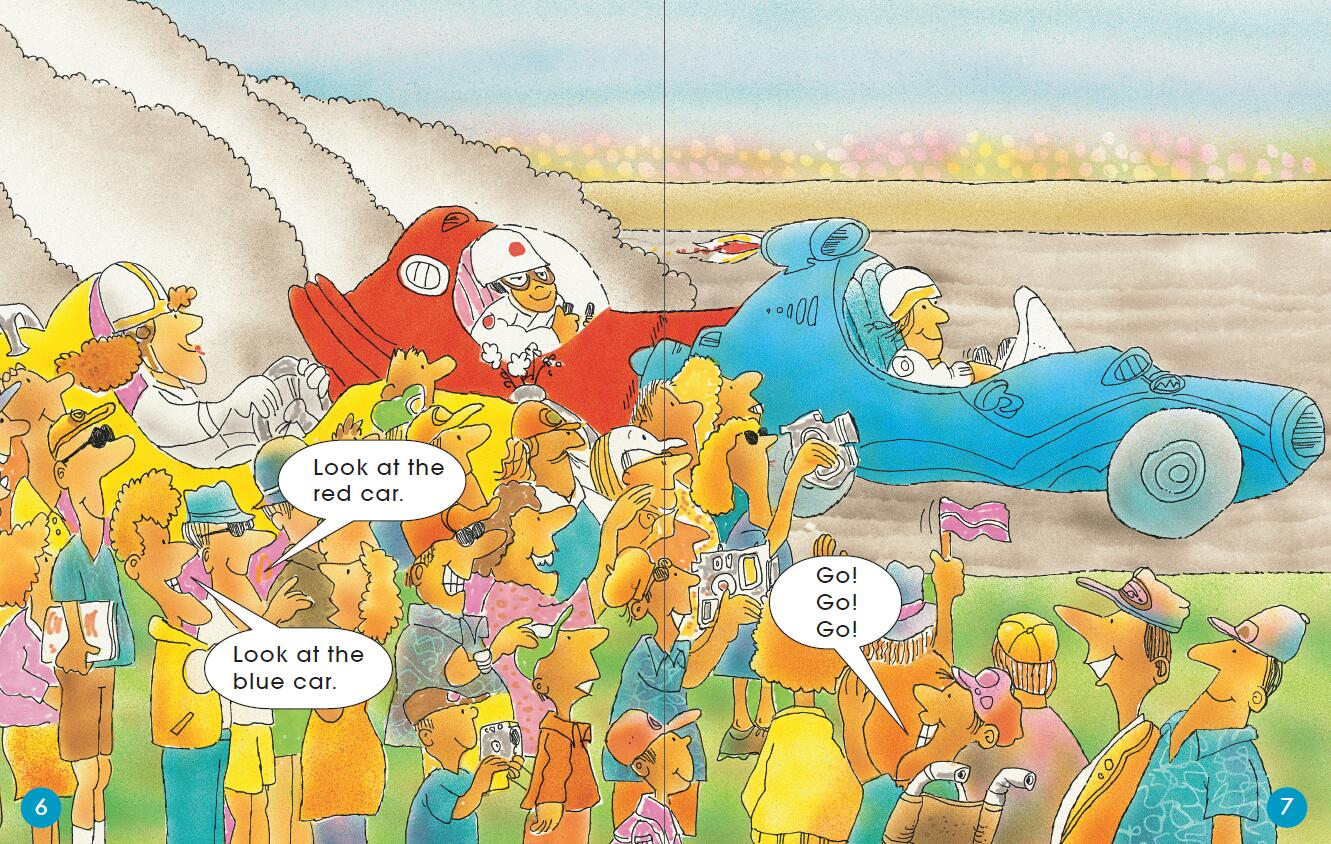 Look at the
red car.
Look at the
blue car.
Go!
Go!
Go!
6
7